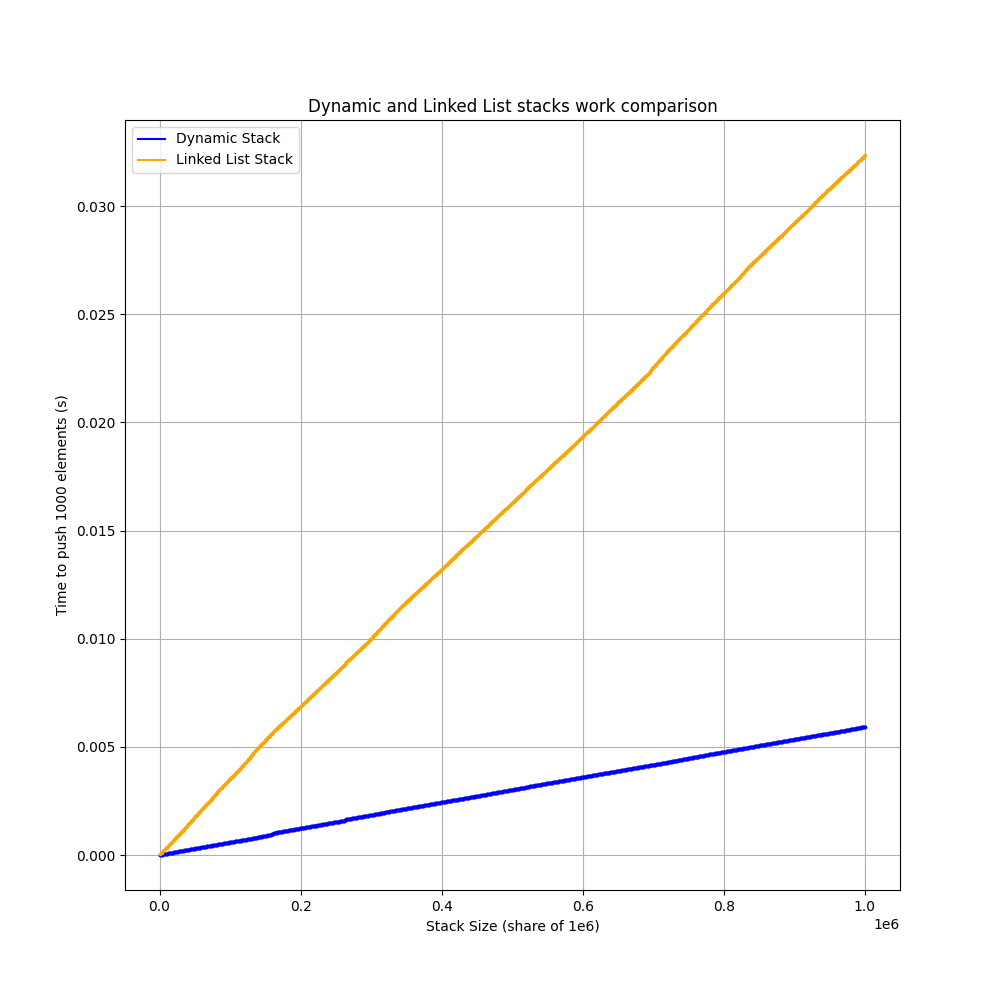 Dynamic and Linked List stacks work comparison
Dynamic Stack
Linked List Stack
Time to push 1000 elements (s)
0.030
0.025
0.020
0.015
0.010
0.005
0.000
0.0 0.2 0.4 0.6 0.8 1.0
1e6
Stack Size (share of 1e6)